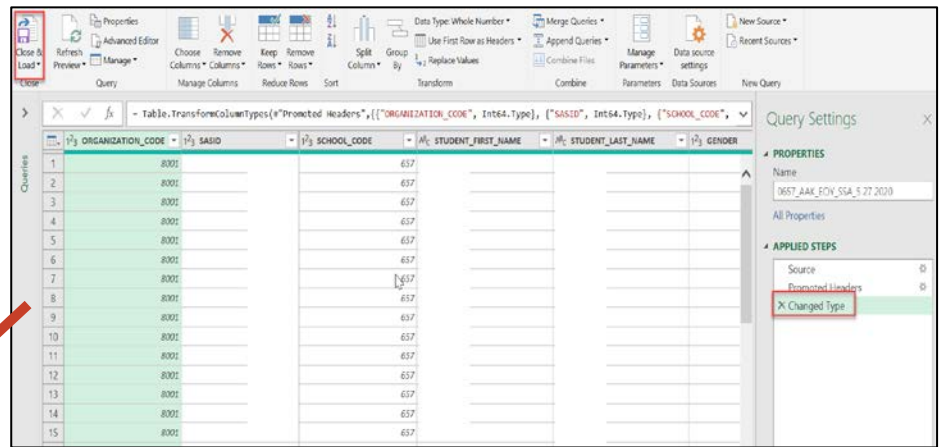 Close & Load
Close
Refresh Preview
Properties
Advanced Editor
Manage
Query
Choose Columns
Remove Columns
Manage Columns
Keep Rows
Remove Rows
Reduce Rows
Sort
Split Column
Group By
Data Type: Whole Number
Use First Row as Headers
Replace Values
Transform
Merge Queries
Append Queries
Combine Files
Combine
Manage Parameters
Parameters
Data source settings
Data Sources
New Source
Recent Sources
New Query
fx
= Table.TransformColumnTypes(#"Promoted Headers",{{"ORGANIZATION_CODE", Int64.Type}, {"SASID", Int64.Type}, {"SCHOOL_CODE",
Queries
ORGANIZATION_CODE SASID SCHOOL_CODE STUDENT_FIRST_NAME STUDENT_LAST_NAME GENDER
1 8001 657
2 8001 657
3 8001 657
4 8001 657
5 8001 657
6 8001 657
7 8001 657
8 8001 657
9 8001 657
10 8001 657
11 8001 657
12 8001 657
13 8001 657
14 8001 657
15 8001 657
Query Settings
PROPERTIES
Name
0657_AAK_EOY_SSA_5 27 2020
All Properties
APPLIED STEPS
Source
Promoted Headers
Changed Type